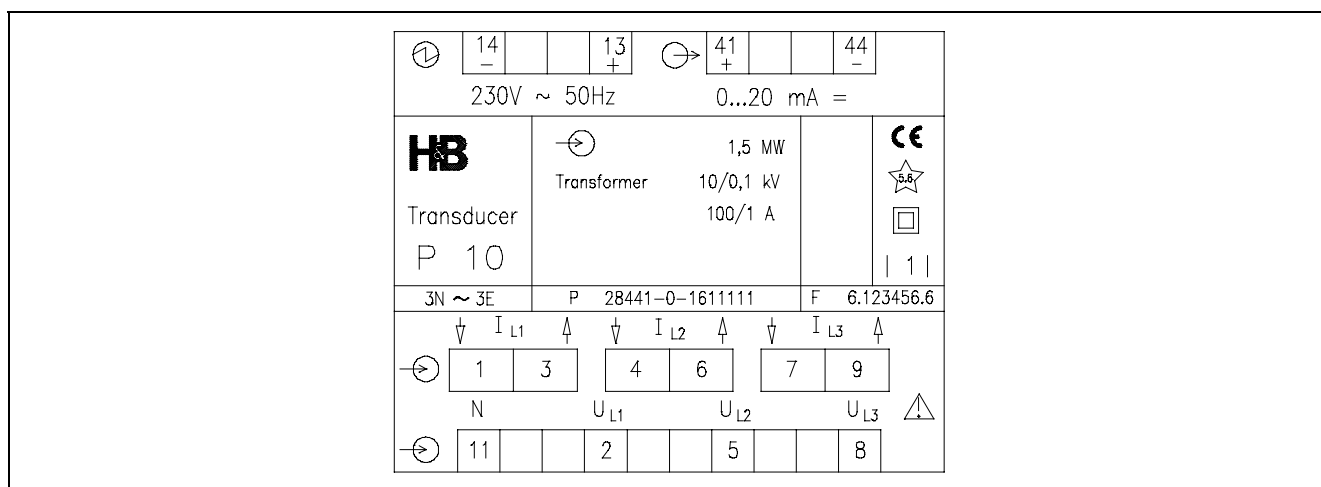 14 13 41 44
- + + -
230V ~ 50Hz 0...20 mA =
H&B 1,5 MW CE
Transformer 10/0,1 kV 5.6
Transducer 100/1 A
P 10 | 1 |
3N ~ 3E P 28441-0-1611111 F 6.123456.6
I L1 I L2 I L3
1 3 4 6 7 9
N U L1 U L2 U L3
11 2 5 8